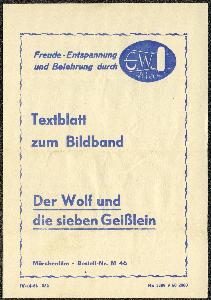 Freude-Entspannung
und Belehrung durch
Textblatt
zum Bildband
Der Wolf und
die sieben Geißlein
Märchenfilm - Bestell-Nr. M 46